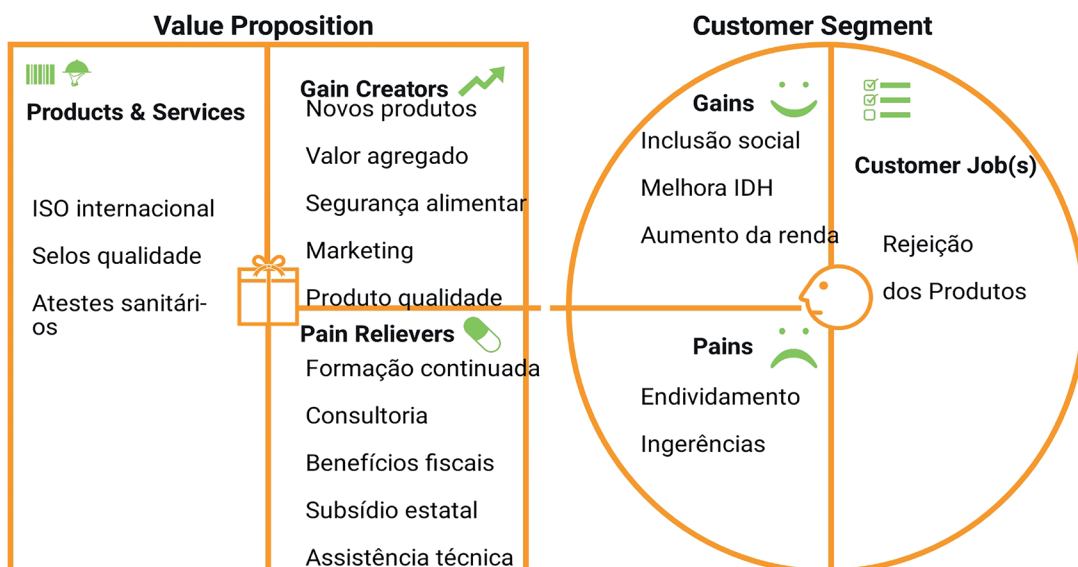 Value Proposition
Products & Services
ISO internacional
Selos qualidade
Atestes sanitári-
os
Gain Creators
Novos produtos
Valor agregado
Segurança alimentar
Marketing
Produto qualidade
Pain Relievers
Formação continuada
Consultoria
Benefícios fiscais
Subsídio estatal
Assistência técnica
Customer Segment
Gains
Inclusão social
Melhora IDH
Aumento da renda
Pains
Endividamento
Ingerências
Customer Job(s)
Rejeição
dos Produtos